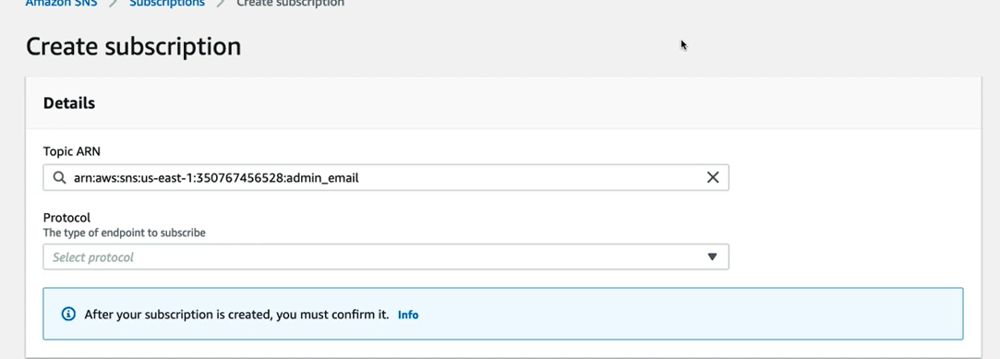 Amazon SNS > Subscriptions > Create subscription
Create subscription
Details
Topic ARN
arn:aws:sns:us-east-1:350767456528:admin_email
Protocol
The type of endpoint to subscribe
Select protocol
After your subscription is created, you must confirm it. Info